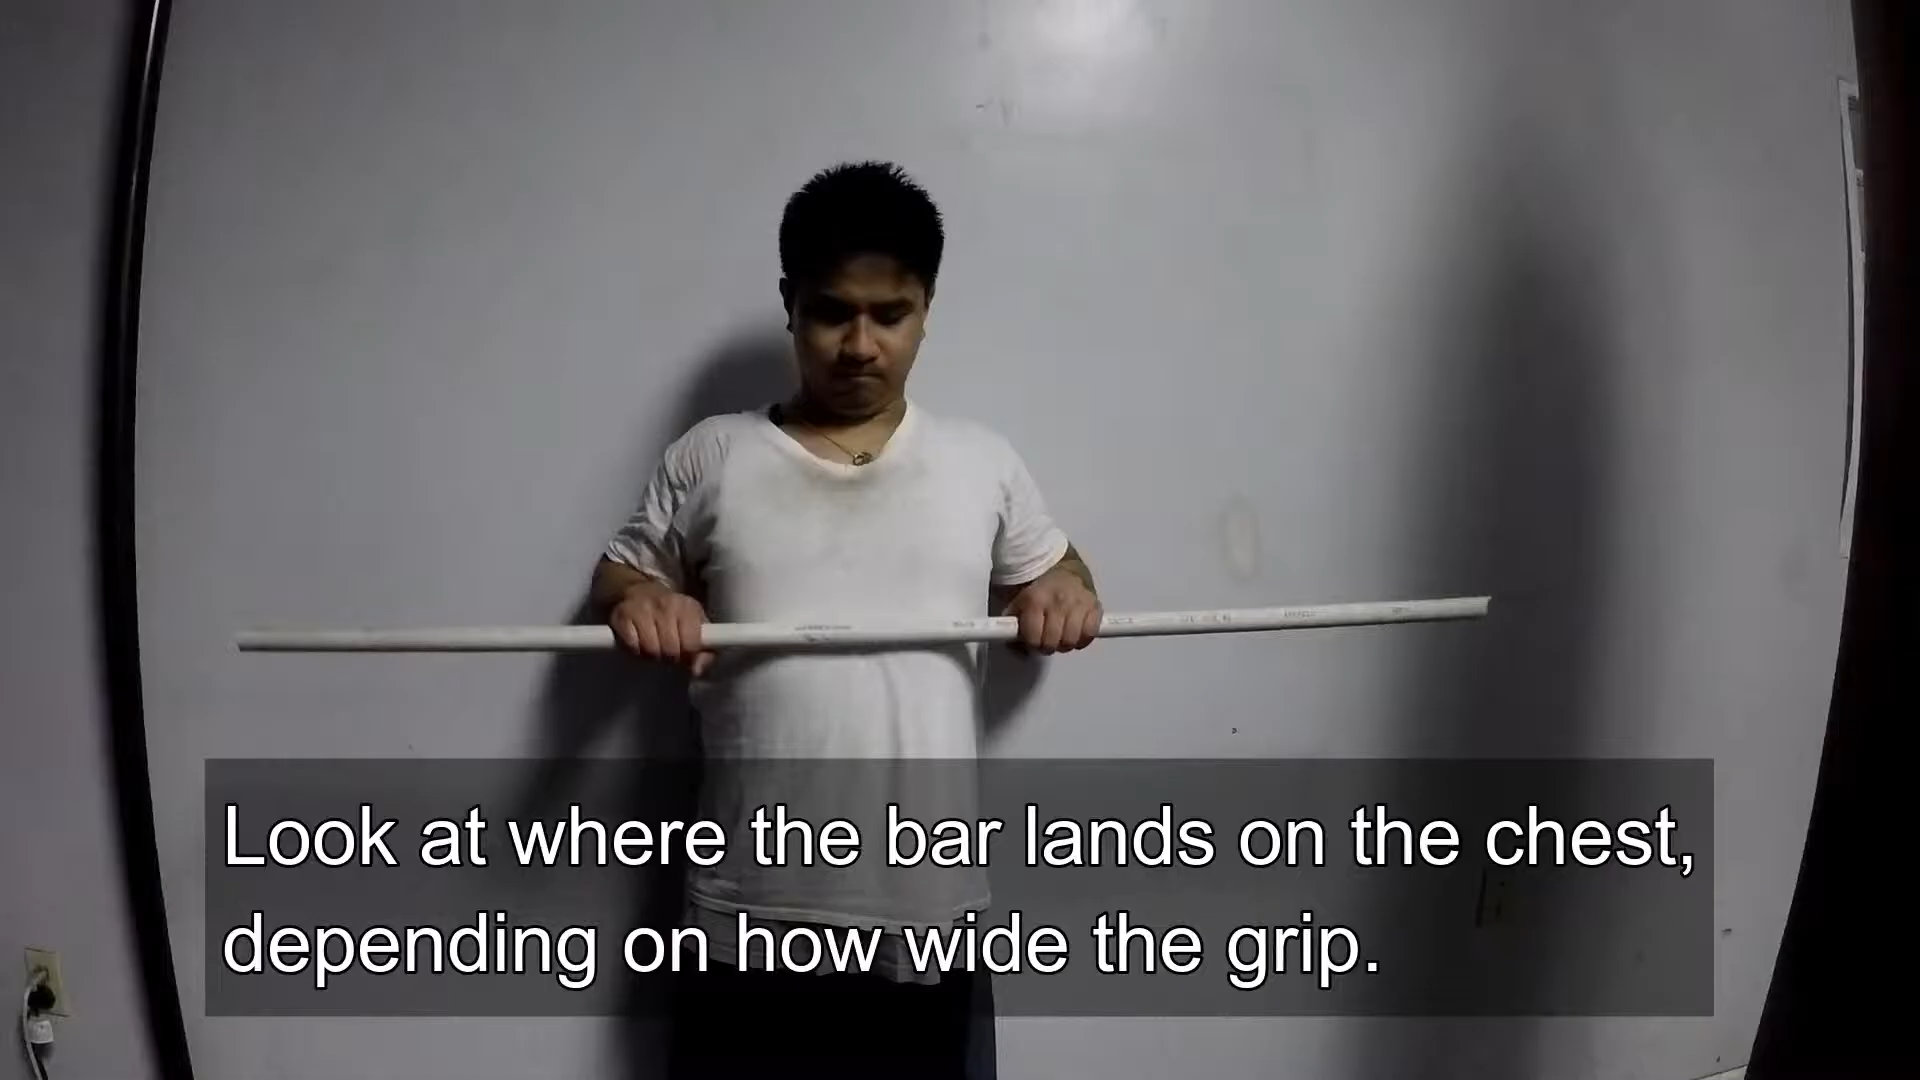 Look at where the bar lands on the chest,
depending on how wide the grip.